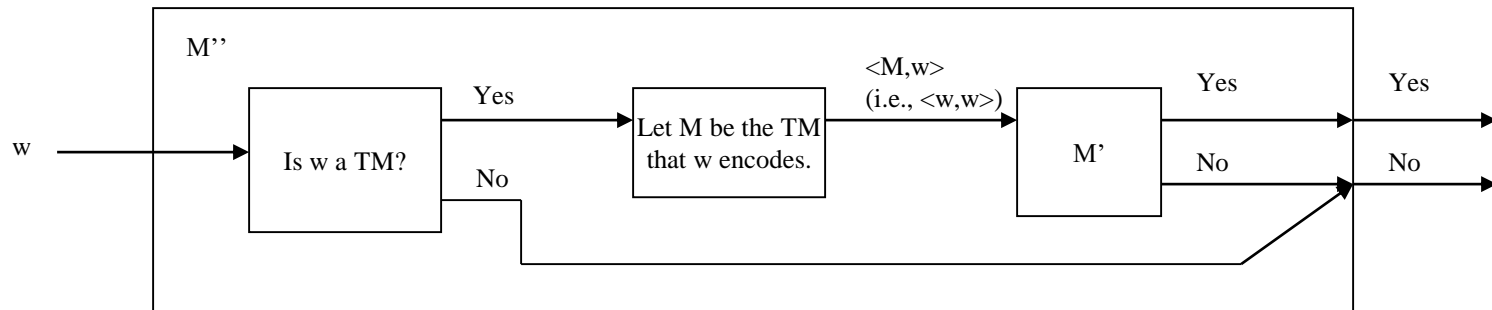 M’’
<M,w>
(i.e., <w,w>)
Yes
Yes
Yes
Let M be the TM
that w encodes.
w
Is w a TM?
M’
No
No
No